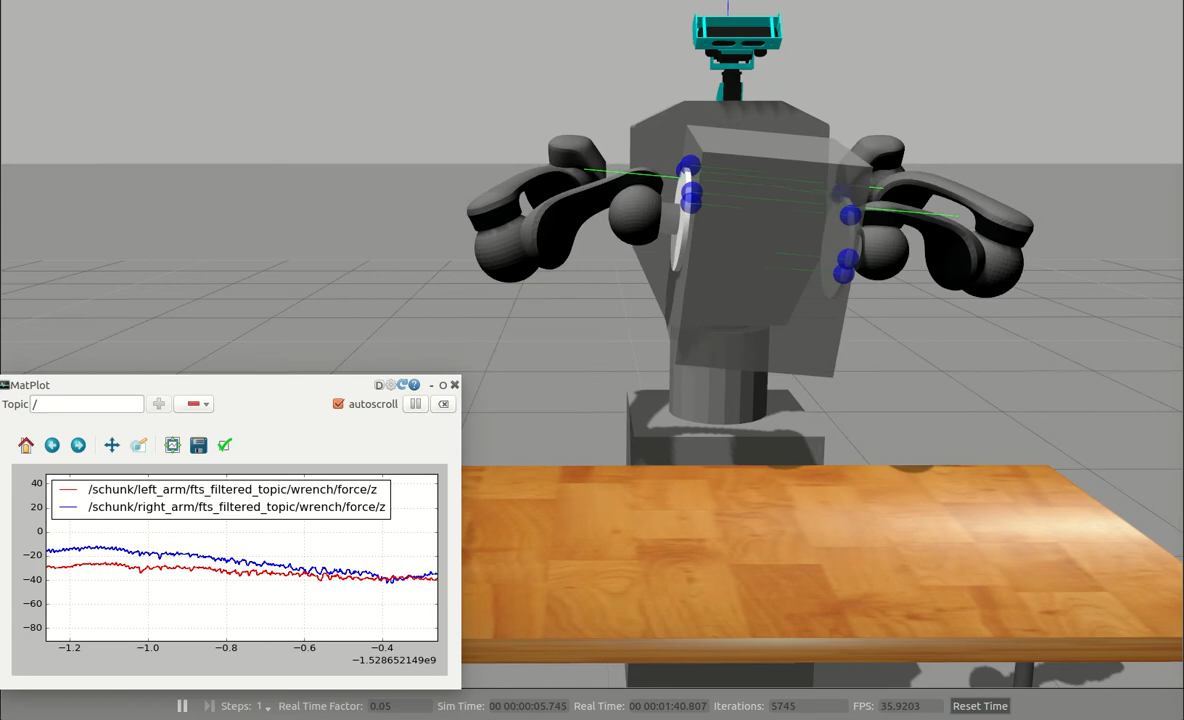 MatPlot
D
?
- O ✖
Topic /
autoscroll
/schunk/left_arm/fts_filtered_topic/wrench/force/z
/schunk/right_arm/fts_filtered_topic/wrench/force/z
40
20
0
−20
−40
−60
−80
−1.2 −1.0 −0.8 −0.6 −0.4
−1.528652149e9
Steps: 1 Real Time Factor: 0.05 Sim Time: 00 00:00:05.745 Real Time: 00 00:01:40.807 Iterations: 5745 FPS: 35.9203 Reset Time